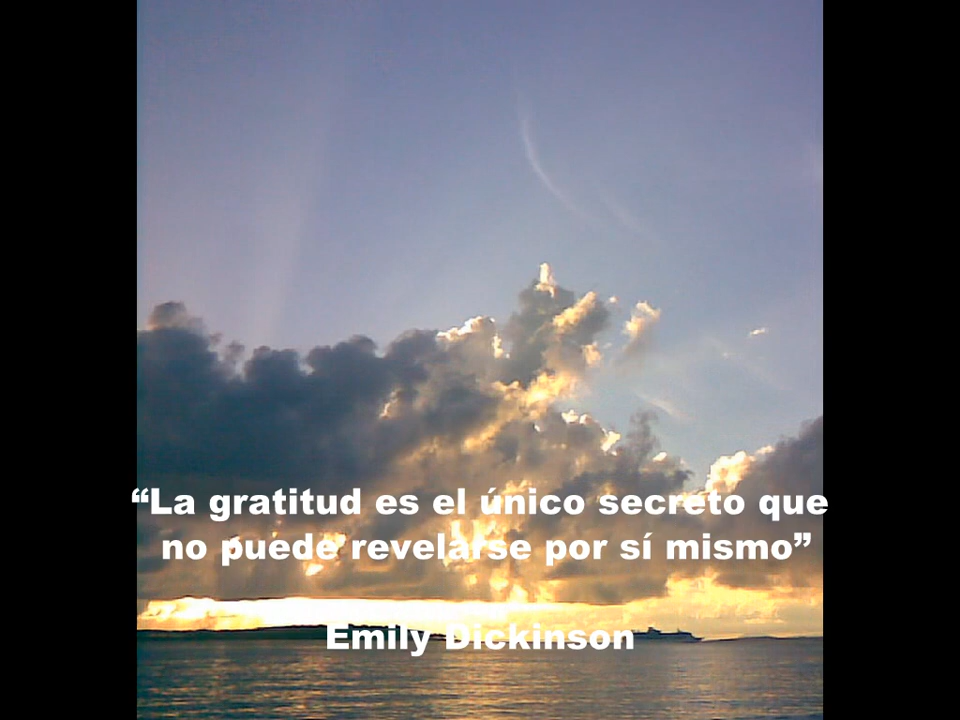 “La gratitud es el único secreto que
no puede revelarse por sí mismo”
Emily Dickinson